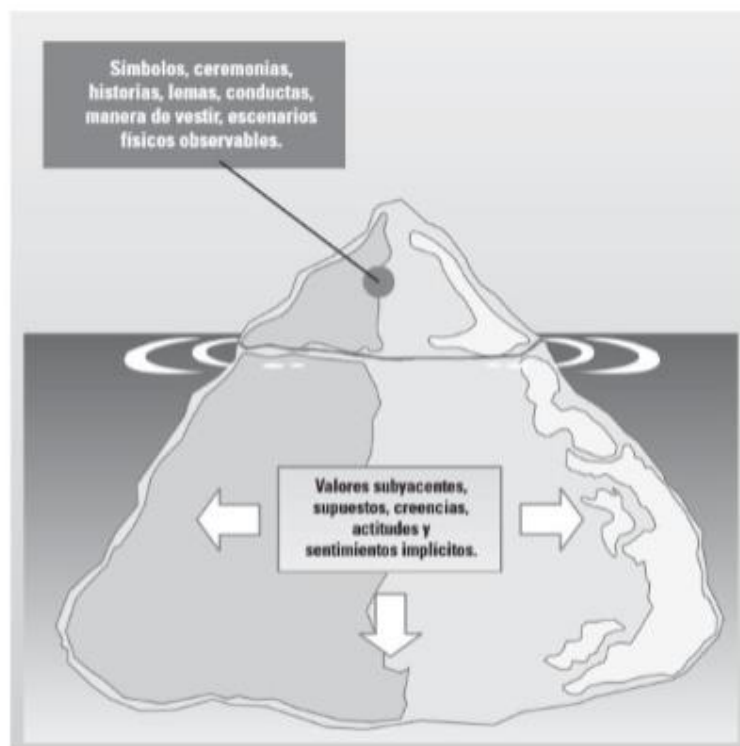 Símbolos, ceremonias,
historias, lemas, conductas,
manera de vestir, escenarios
físicos observables.
Valores subyacentes,
supuestos, creencias,
actitudes y
sentimientos implícitos.